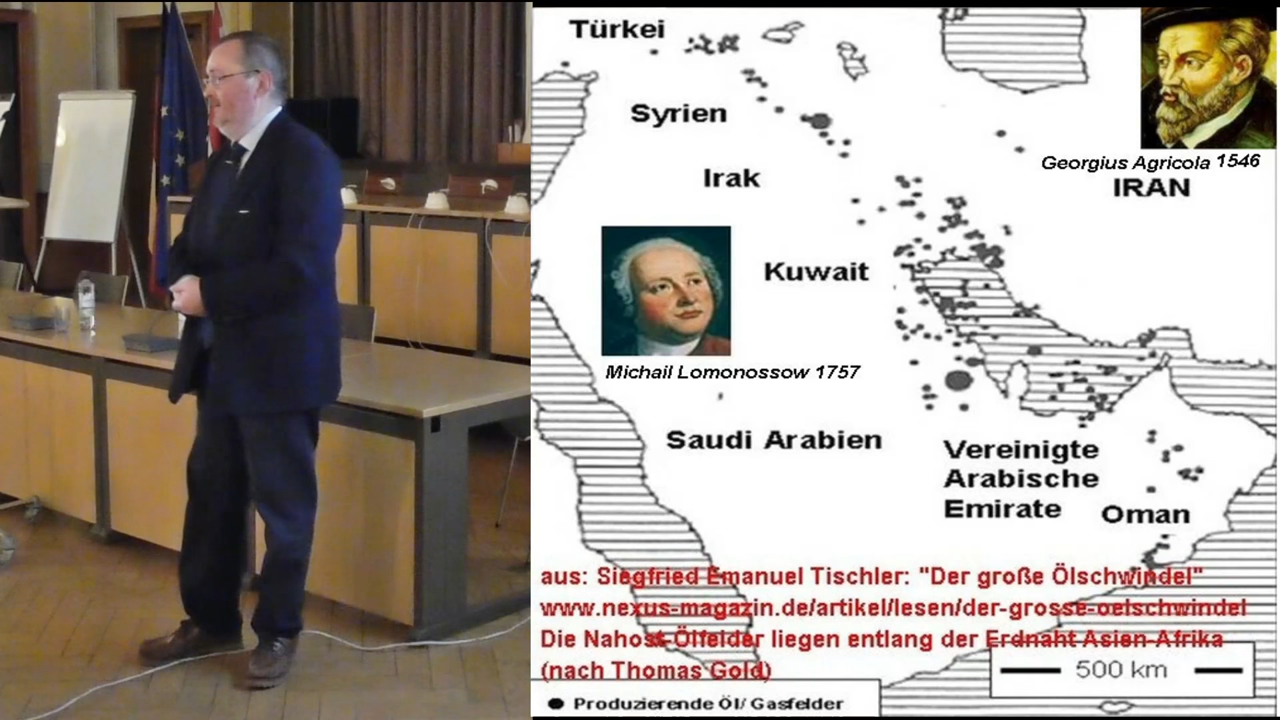 Türkei
Syrien
Georgius Agricola 1546
Irak
IRAN
Kuwait
Michail Lomonossow 1757
Saudi Arabien
Vereinigte
Arabische
Emirate
Oman
aus: Siegfried Emanuel Tischler: "Der große Ölschwindel"
www.nexus-magazin.de/artikel/lesen/der-grosse-oelschwindel
Die Nahost-Ölfelder liegen entlang der Erdnaht Asien-Afrika
(nach Thomas Gold)
500 km
Produzierende Öl/ Gasfelder